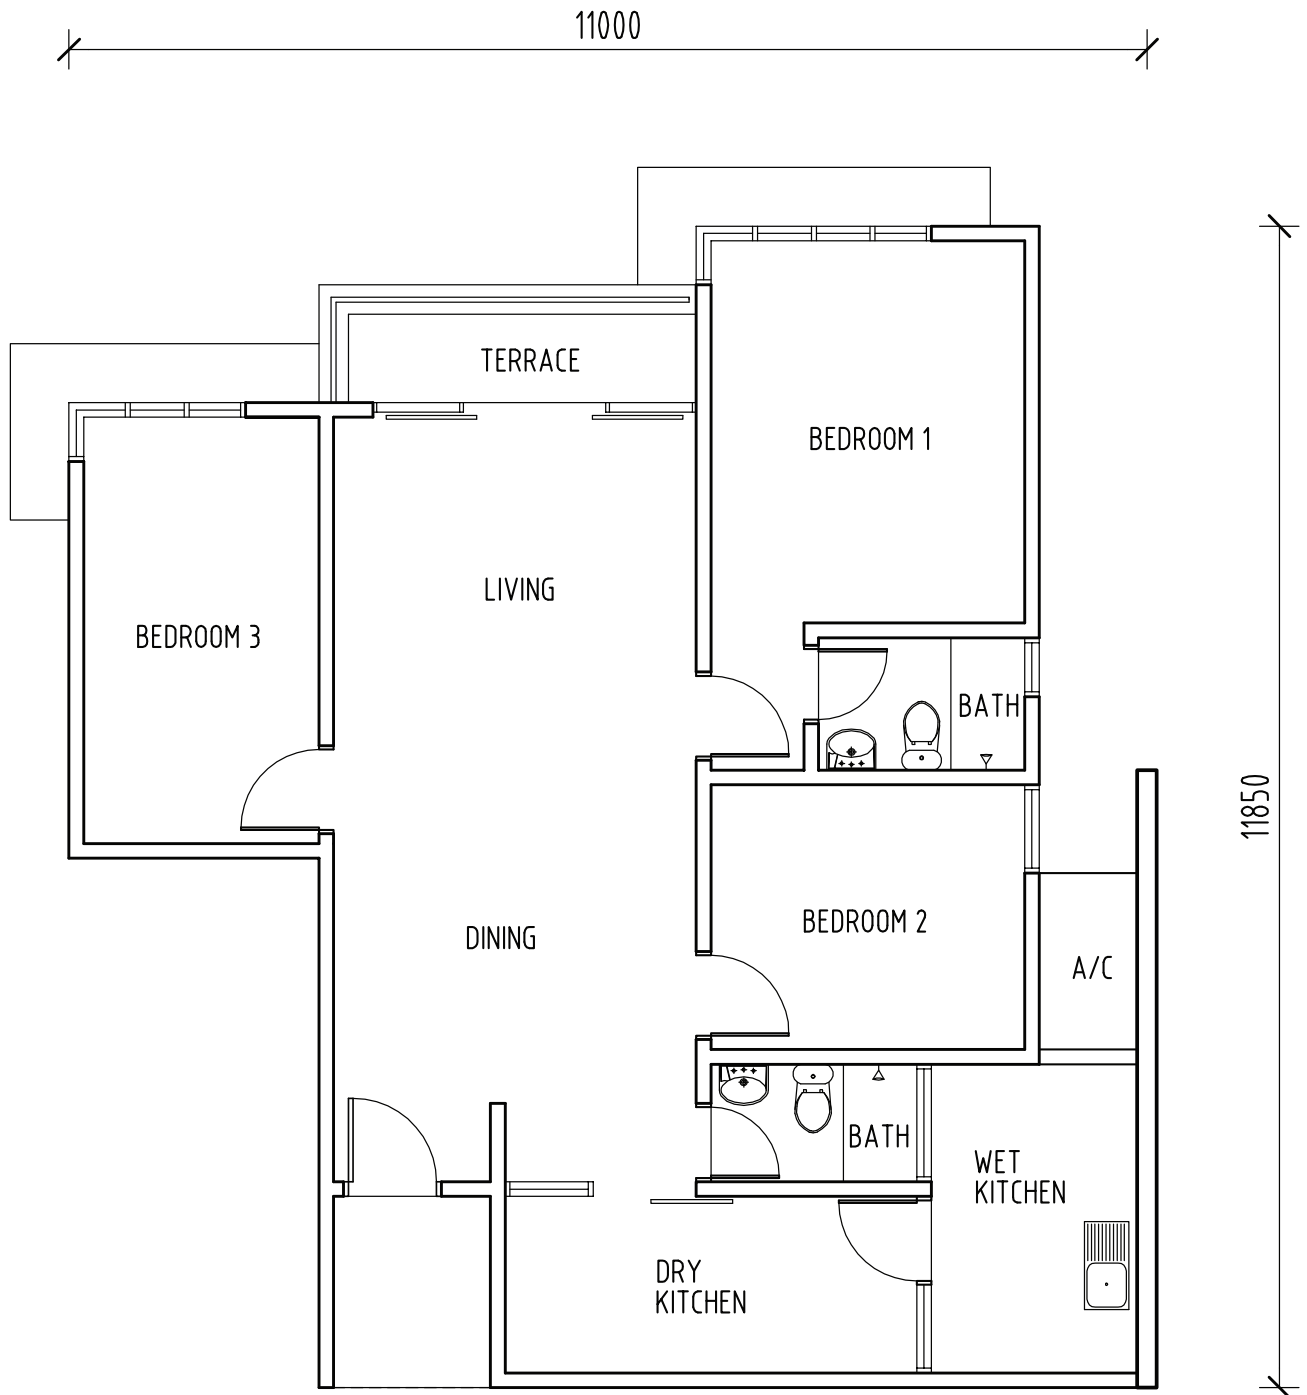 11000
TERRACE
BEDROOM 1
LIVING
BEDROOM 3
BATH
11850
BEDROOM 2
DINING
A/C
BATH
WET
KITCHEN
DRY
KITCHEN